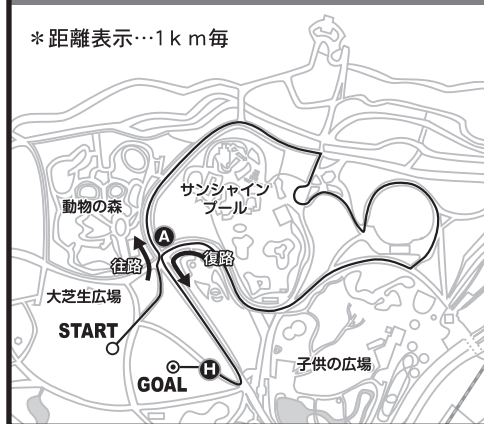 ＊距離表示…1ｋｍ毎
動物の森
サンシャイン
プール
A
往路
復路
大芝生広場
START
H
GOAL
子供の広場